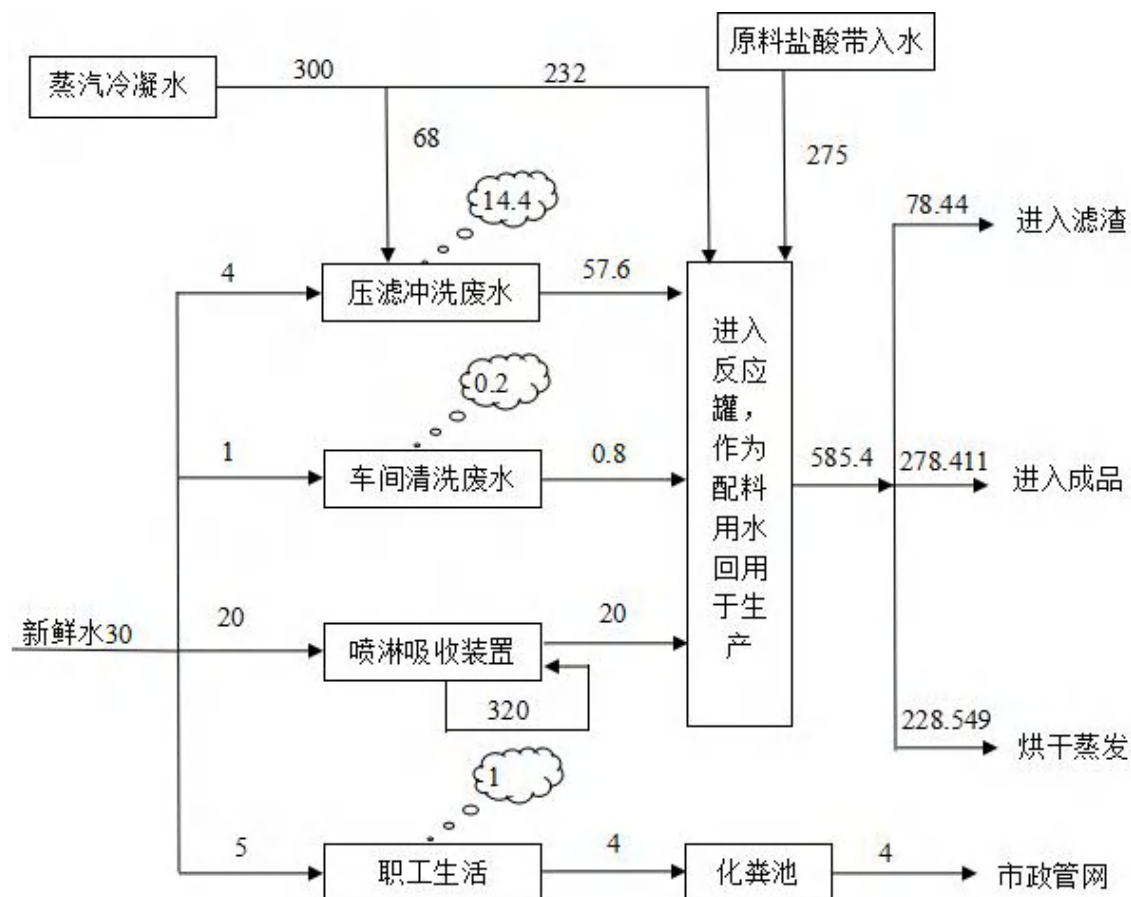 原料盐酸带入水
蒸汽冷凝水
300
232
68
275
14.4
78.44
进入滤渣
4
压滤冲洗废水
57.6
进入
反应
罐，
作为
配料
用水
回用
于生
产
0.2
1
车间清洗废水
0.8
585.4
278.411
进入成品
新鲜水30
20
喷淋吸收装置
20
320
228.549
烘干蒸发
1
5
职工生活
4
化粪池
4
市政管网